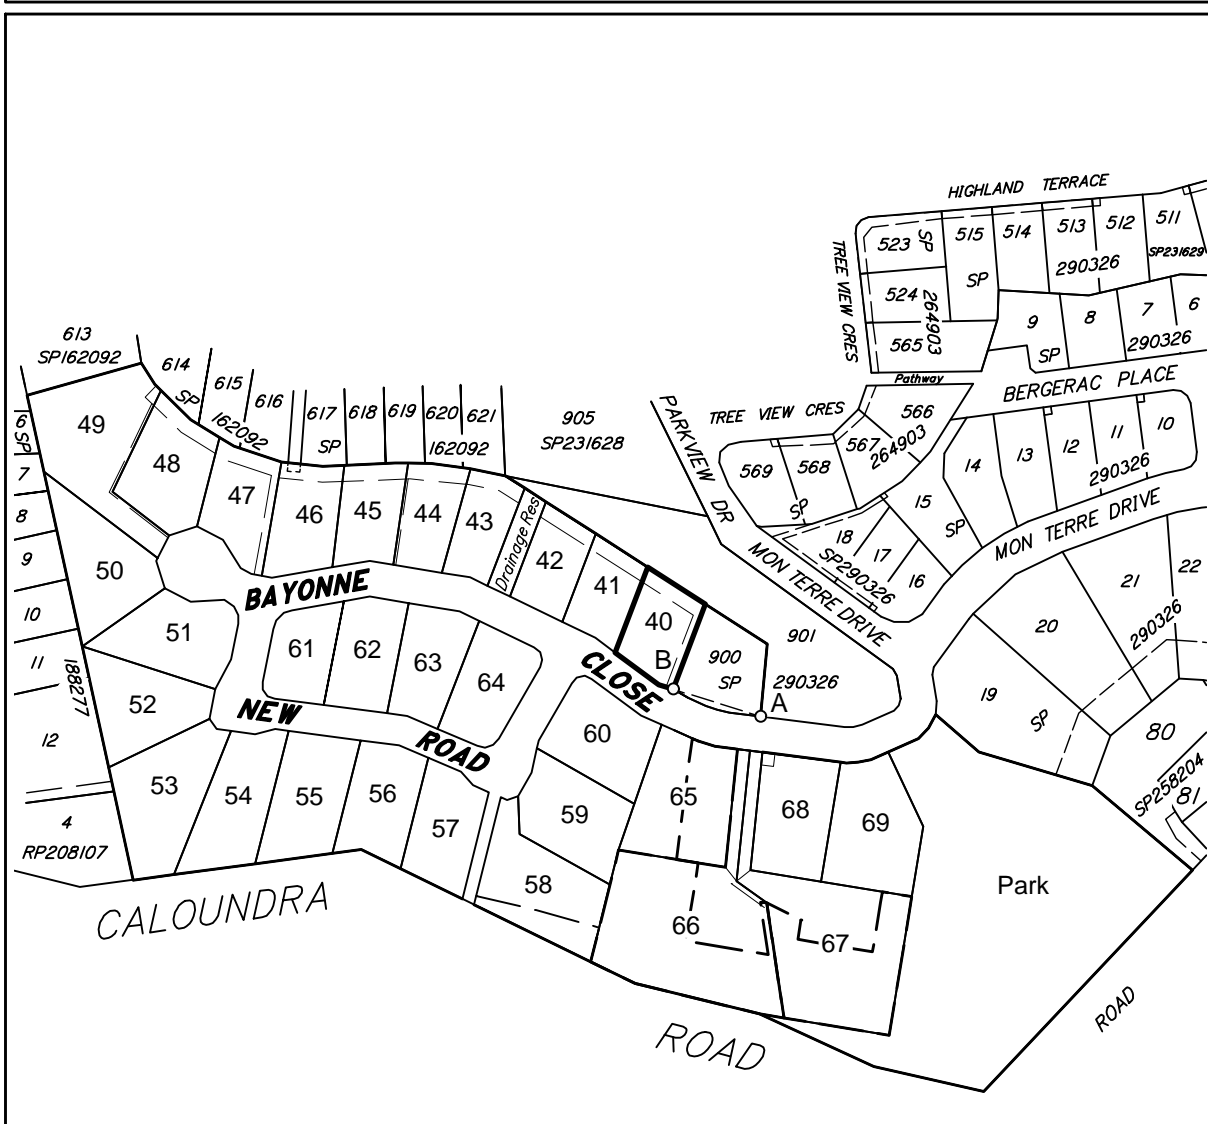 HIGHLAND TERRACE
TREE VIEW CRES
523
SP
515
514
513
512
511
SP
290326
SP231629
524
264903
565
9
8
7
6
SP
290326
Pathway
BERGERAC PLACE
613
SP162092
614
SP
615
616
162092
617
618
619
620
621
SP
162092
905
SP231628
PARKVIEW DR
TREE VIEW CRES
566
567
264903
568
569
SP
14
13
12
11
10
290326
15
SP
MON TERRE DRIVE
18
17
16
SP290326
MON TERRE DRIVE
6
SP
7
8
9
10
11
188277
12
4
RP208107
49
48
47
46
45
44
43
Drainage Res
42
41
40
B
900
SP
901
290326
A
50
BAYONNE
CLOSE
51
52
61
62
63
64
NEW
ROAD
53
54
55
56
57
58
59
60
65
66
67
68
69
Park
19
20
21
22
SP
290326
80
SP258204
81
CALOUNDRA
ROAD
ROAD